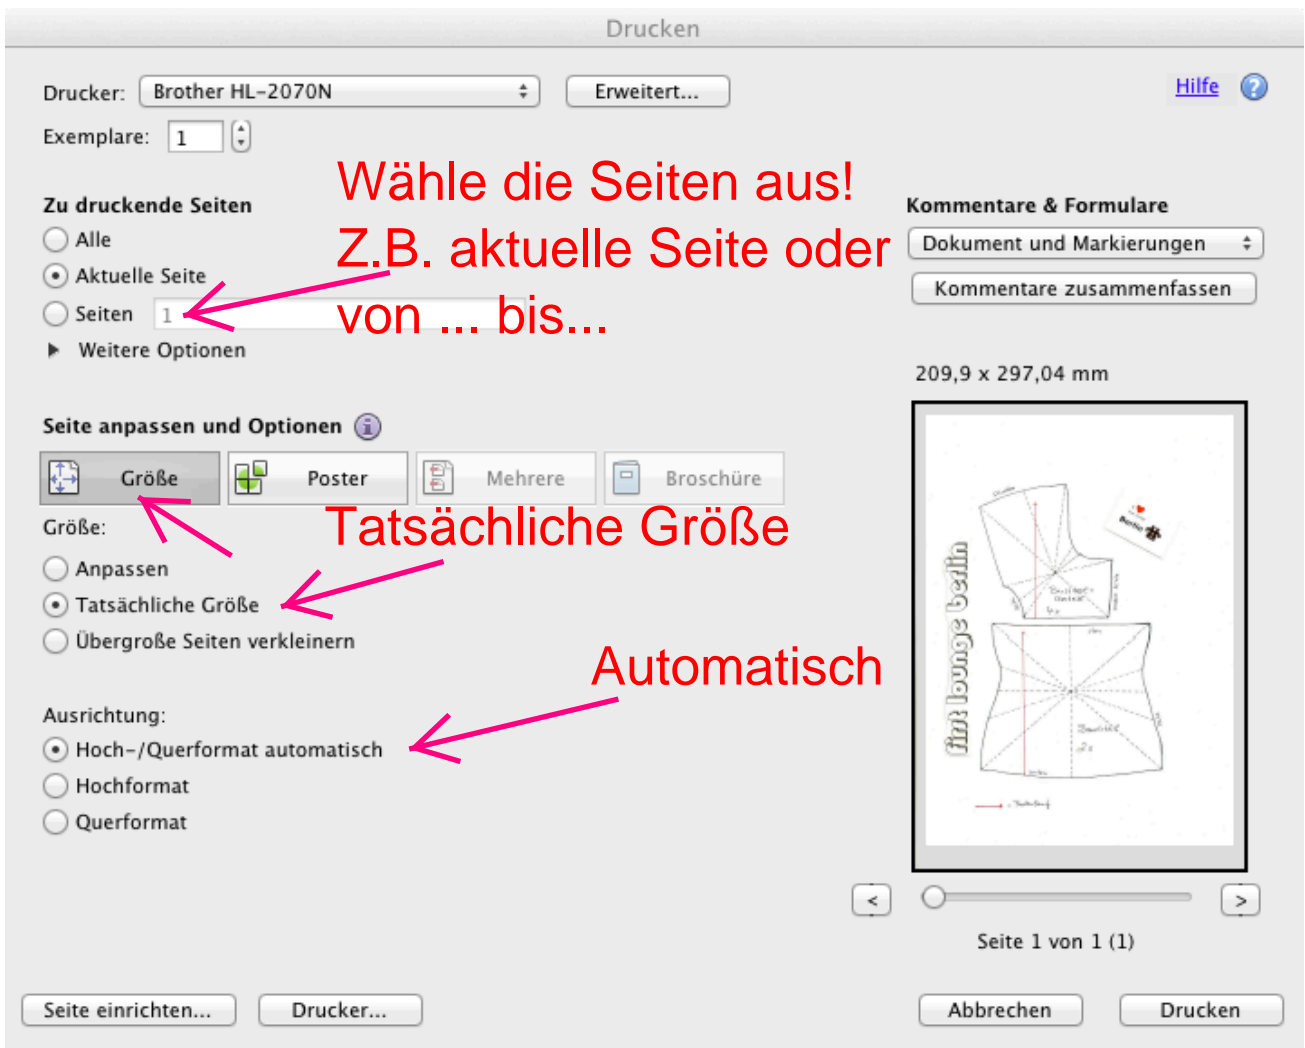 Drucken
Drucker: Brother HL-2070N Erweitert... Hilfe ?
Exemplare: 1
Wähle die Seiten aus!
Z.B. aktuelle Seite oder
von ... bis...
Zu druckende Seiten
Alle
Aktuelle Seite
Seiten 1
Weitere Optionen
Kommentare & Formulare
Dokument und Markierungen
Kommentare zusammenfassen
209,9 x 297,04 mm
Seite anpassen und Optionen i
Größe Poster Mehrere Broschüre
Tatsächliche Größe
Größe:
Anpassen
Tatsächliche Größe
Übergroße Seiten verkleinern
Automatisch
Ausrichtung:
Hoch-/Querformat automatisch
Hochformat
Querformat
lounge berlin
Berlin
4x
2x
< >
Seite 1 von 1 (1)
Seite einrichten... Drucker... Abbrechen Drucken